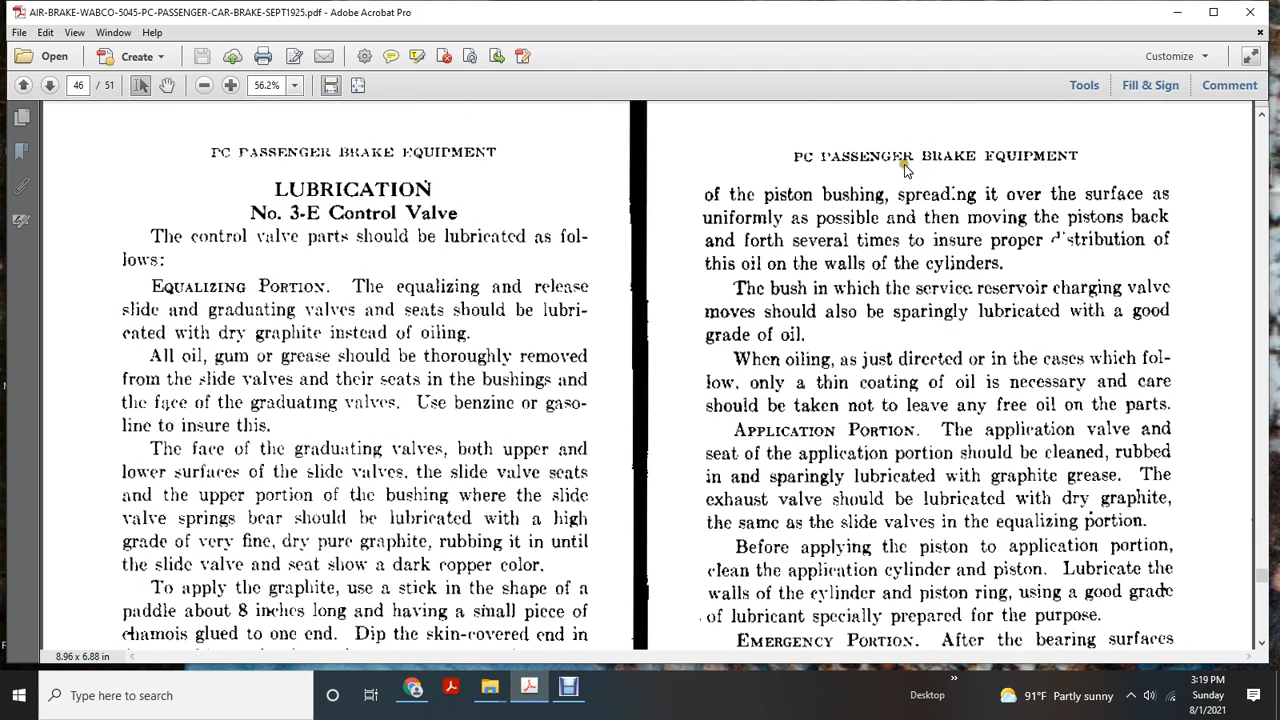 AIR-BRAKE-WABCO-5045-PC-PASSENGER-CAR-BRAKE-SEPT1925.pdf - Adobe Acrobat Pro
File Edit View Window Help
Open Create Customize
46 / 51 56.2% Tools Fill & Sign Comment
PC PASSENGER BRAKE EQUIPMENT
LUBRICATION
No. 3-E Control Valve
The control valve parts should be lubricated as fol-
lows:
EQUALIZING PORTION. The equalizing and release
slide and graduating valves and seats should be lubri-
cated with dry graphite instead of oiling.
All oil, gum or grease should be thoroughly removed
from the slide valves and their seats in the bushings and
the face of the graduating valves. Use benzine or gaso-
line to insure this.
The face of the graduating valves, both upper and
lower surfaces of the slide valves, the slide valve seats
and the upper portion of the bushing where the slide
valve springs bear should be lubricated with a high
grade of very fine, dry pure graphite, rubbing it in until
the slide valve and seat show a dark copper color.
To apply the graphite, use a stick in the shape of a
paddle about 8 inches long and having a small piece of
chamois glued to one end. Dip the skin-covered end in
PC PASSENGER BRAKE EQUIPMENT
of the piston bushing, spreading it over the surface as
uniformly as possible and then moving the pistons back
and forth several times to insure proper distribution of
this oil on the walls of the cylinders.
The bush in which the service reservoir charging valve
moves should also be sparingly lubricated with a good
grade of oil.
When oiling, as just directed or in the cases which fol-
low, only a thin coating of oil is necessary and care
should be taken not to leave any free oil on the parts.
APPLICATION PORTION. The application valve and
seat of the application portion should be cleaned, rubbed
in and sparingly lubricated with graphite grease. The
exhaust valve should be lubricated with dry graphite,
the same as the slide valves in the equalizing portion.
Before applying the piston to application portion,
clean the application cylinder and piston. Lubricate the
walls of the cylinder and piston ring, using a good grade
of lubricant specially prepared for the purpose.
EMERGENCY PORTION. After the bearing surfaces
8.96 x 6.88 in
Type here to search
Desktop
91°F Partly sunny
3:19 PM
Sunday
8/1/2021